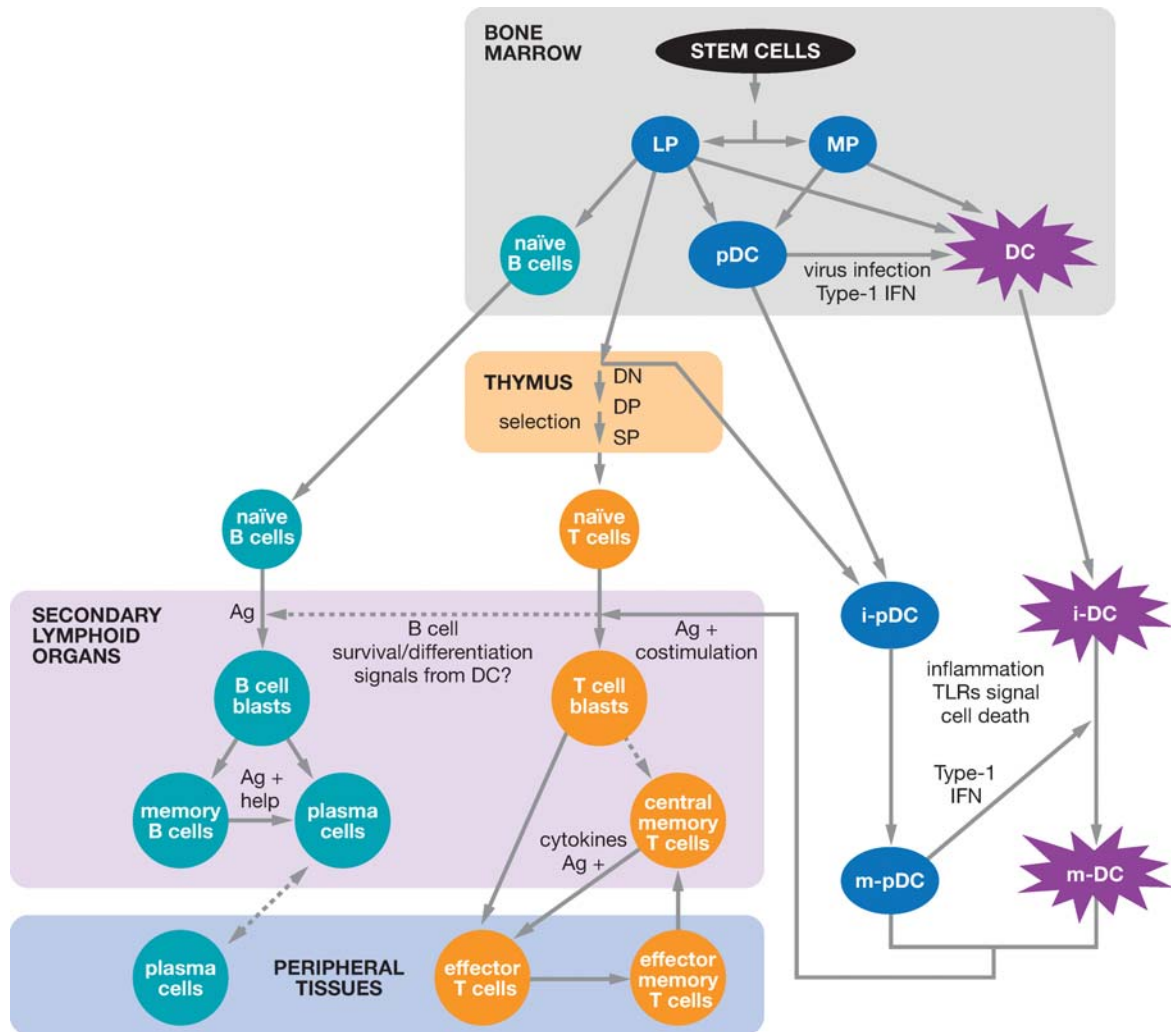 BONE
MARROW
STEM CELLS
LP
MP
naïve
B cells
pDC
DC
virus infection
Type-1 IFN
THYMUS
DN
DP
selection
SP
naïve
B cells
naïve
T cells
i-pDC
i-DC
SECONDARY
LYMPHOID
ORGANS
Ag
B cell
survival/differentiation
signals from DC?
Ag +
costimulation
inflammation
TLRs signal
cell death
B cell
blasts
T cell
blasts
Type-1
IFN
memory
B cells
Ag +
help
plasma
cells
central
memory
T cells
cytokines
Ag +
m-pDC
m-DC
plasma
cells
PERIPHERAL
TISSUES
effector
T cells
effector
memory
T cells